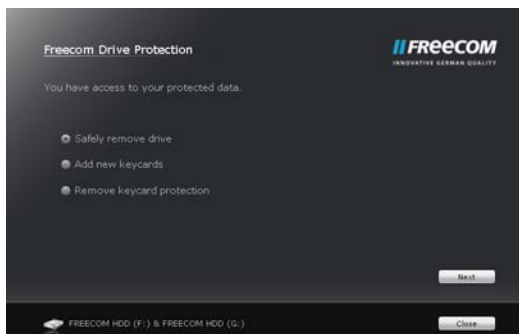 Freecom Drive Protection
FREECOM
INNOVATIVE GERMAN QUALITY
You have access to your protected data.
Safely remove drive
Add new keycards
Remove keycard protection
Next
FREECOM HDD (F:) & FREECOM HDD (G:)
Close